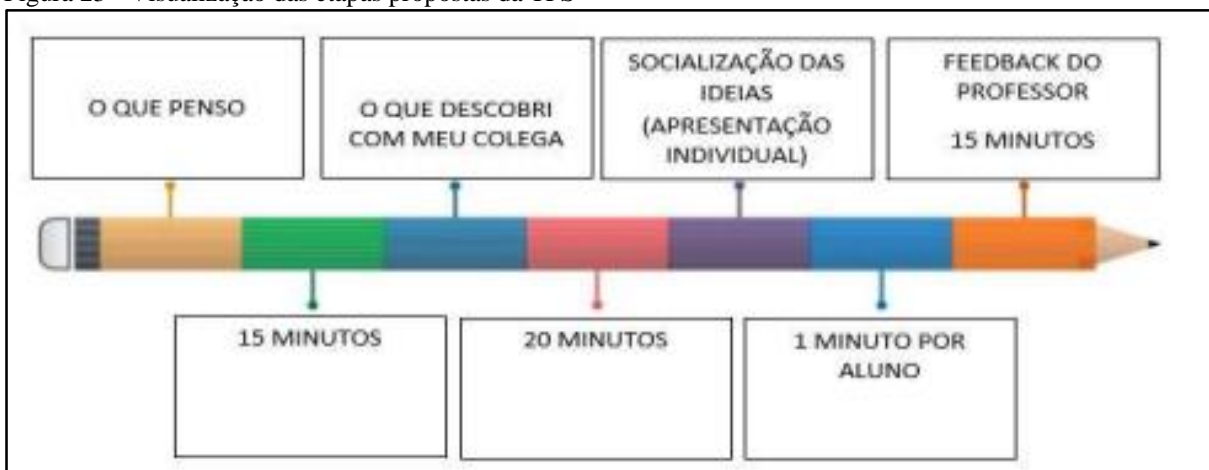 O QUE PENSO
O QUE DESCOBRI
COM MEU COLEGA
SOCIALIZAÇÃO DAS
IDEIAS
(APRESENTAÇÃO
INDIVIDUAL)
FEEDBACK DO
PROFESSOR
15 MINUTOS
15 MINUTOS
20 MINUTOS
1 MINUTO POR
ALUNO